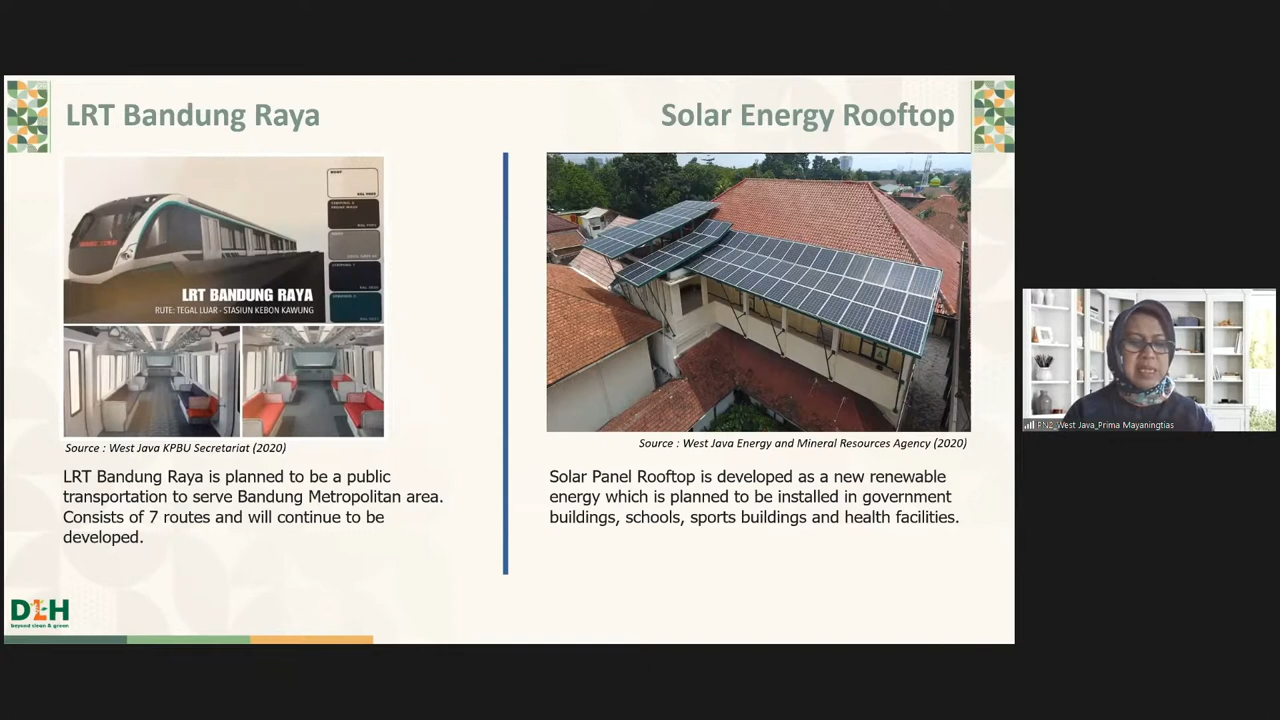 LRT Bandung Raya
LRT BANDUNG RAYA
RUTE: TEGAL LUAR - STASIUN KEBON KAWUNG
Source : West Java KPBU Secretariat (2020)
LRT Bandung Raya is planned to be a public
transportation to serve Bandung Metropolitan area.
Consists of 7 routes and will continue to be
developed.
Solar Energy Rooftop
Source : West Java Energy and Mineral Resources Agency (2020)
Solar Panel Rooftop is developed as a new renewable
energy which is planned to be installed in government
buildings, schools, sports buildings and health facilities.
DLH
beyond clean & green
West Java_Prima Mayaningtias